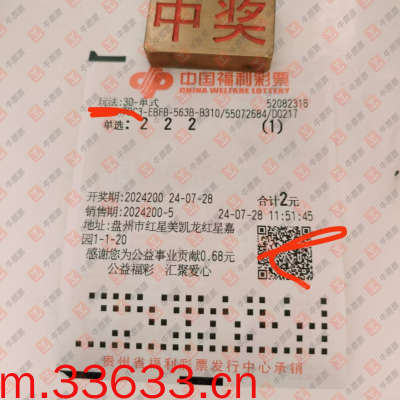 中奖
中国福利彩票
CHINA WELFARE LOTTERY
玩法:3D-单式 52082316
单选: 2 2 2 (1)
开奖期:2024200 24-07-28 合计2元
销售期:2024200-5 24-07-28 11:51:45
地址:盘州市红星美凯龙红星嘉
园1-1-20
感谢您为公益事业贡献0.68元
公益福彩 汇聚爱心
贵州省福利彩票发行中心承销
m.33633.cn